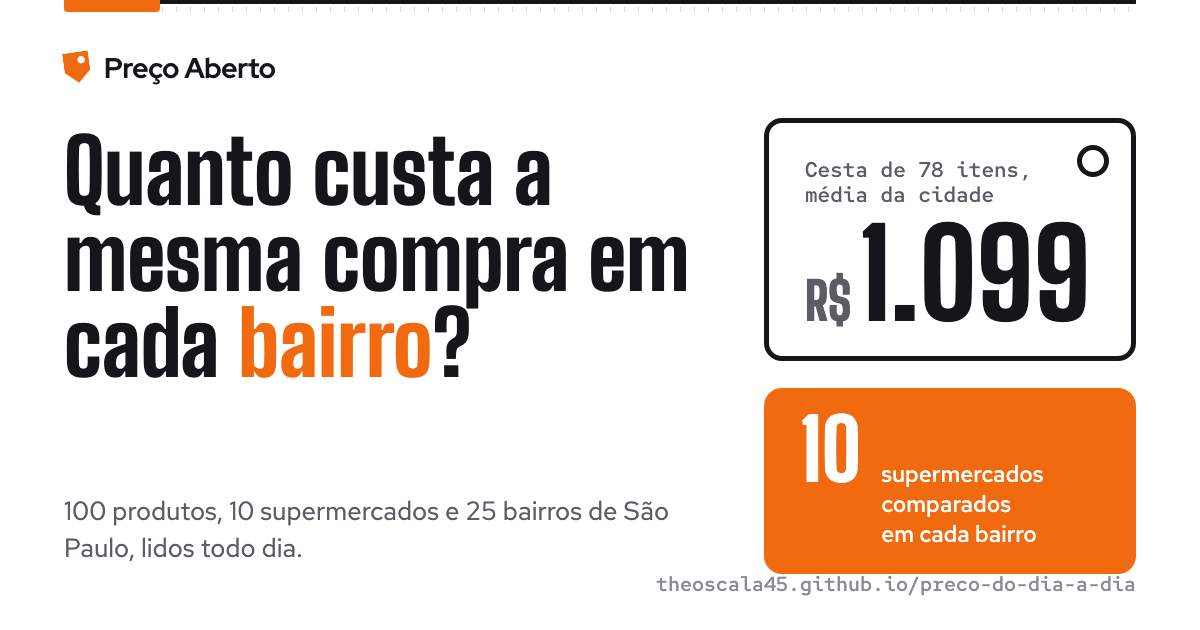 Preço Aberto
Quanto custa a
mesma compra em
cada bairro?
100 produtos, 10 supermercados e 25 bairros de São
Paulo, lidos todo dia.
Cesta de 78 itens,
média da cidade
R$ 1.099
10
supermercados
comparados
em cada bairro
theoscala45.github.io/preco-do-dia-a-dia